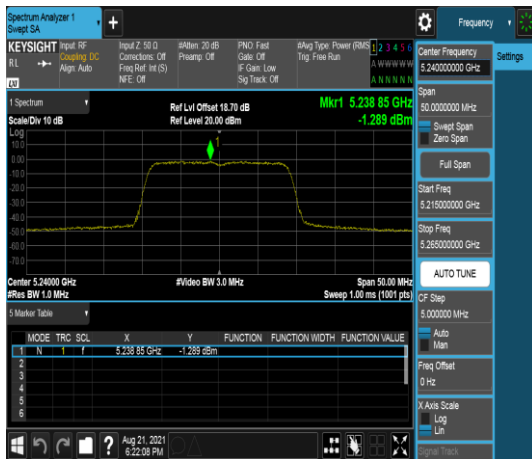 Spectrum Analyzer 1
Swept SA
+
Frequency
KEYSIGHT
Input: RF
Coupling: DC
Align: Auto
Input Z: 50 Ω
Corrections: Off
Freq Ref: Int (S)
NFE: Off
#Atten: 20 dB
Preamp: Off
PNO: Fast
Gate: Off
IF Gain: Low
Sig Track: Off
#Avg Type: Power (RMS
Trig: Free Run
1 2 3 4 5 6
A W W W W W
A N N N N N
R L
LXI
Center Frequency
5.240000000 GHz
Settings
Span
50.0000000 MHz
Swept Span
Zero Span
Full Span
Start Freq
5.215000000 GHz
Stop Freq
5.265000000 GHz
AUTO TUNE
CF Step
5.000000 MHz
Auto
Man
Freq Offset
0 Hz
X Axis Scale
Log
Lin
Signal Track
1 Spectrum
Scale/Div 10 dB
Ref Lvl Offset 18.70 dB
Ref Level 20.00 dBm
Mkr1 5.238 85 GHz
-1.289 dBm
Log
10.0
0.00
-10.0
-20.0
-30.0
-40.0
-50.0
-60.0
-70.0
1
Center 5.24000 GHz
#Res BW 1.0 MHz
#Video BW 3.0 MHz
Span 50.00 MHz
Sweep 1.00 ms (1001 pts)
5 Marker Table
MODE TRC SCL X Y FUNCTION FUNCTION WIDTH FUNCTION VALUE
1 N 1 f 5.238 85 GHz -1.289 dBm
2
3
4
5
6
?
Aug 21, 2021
6:22:08 PM